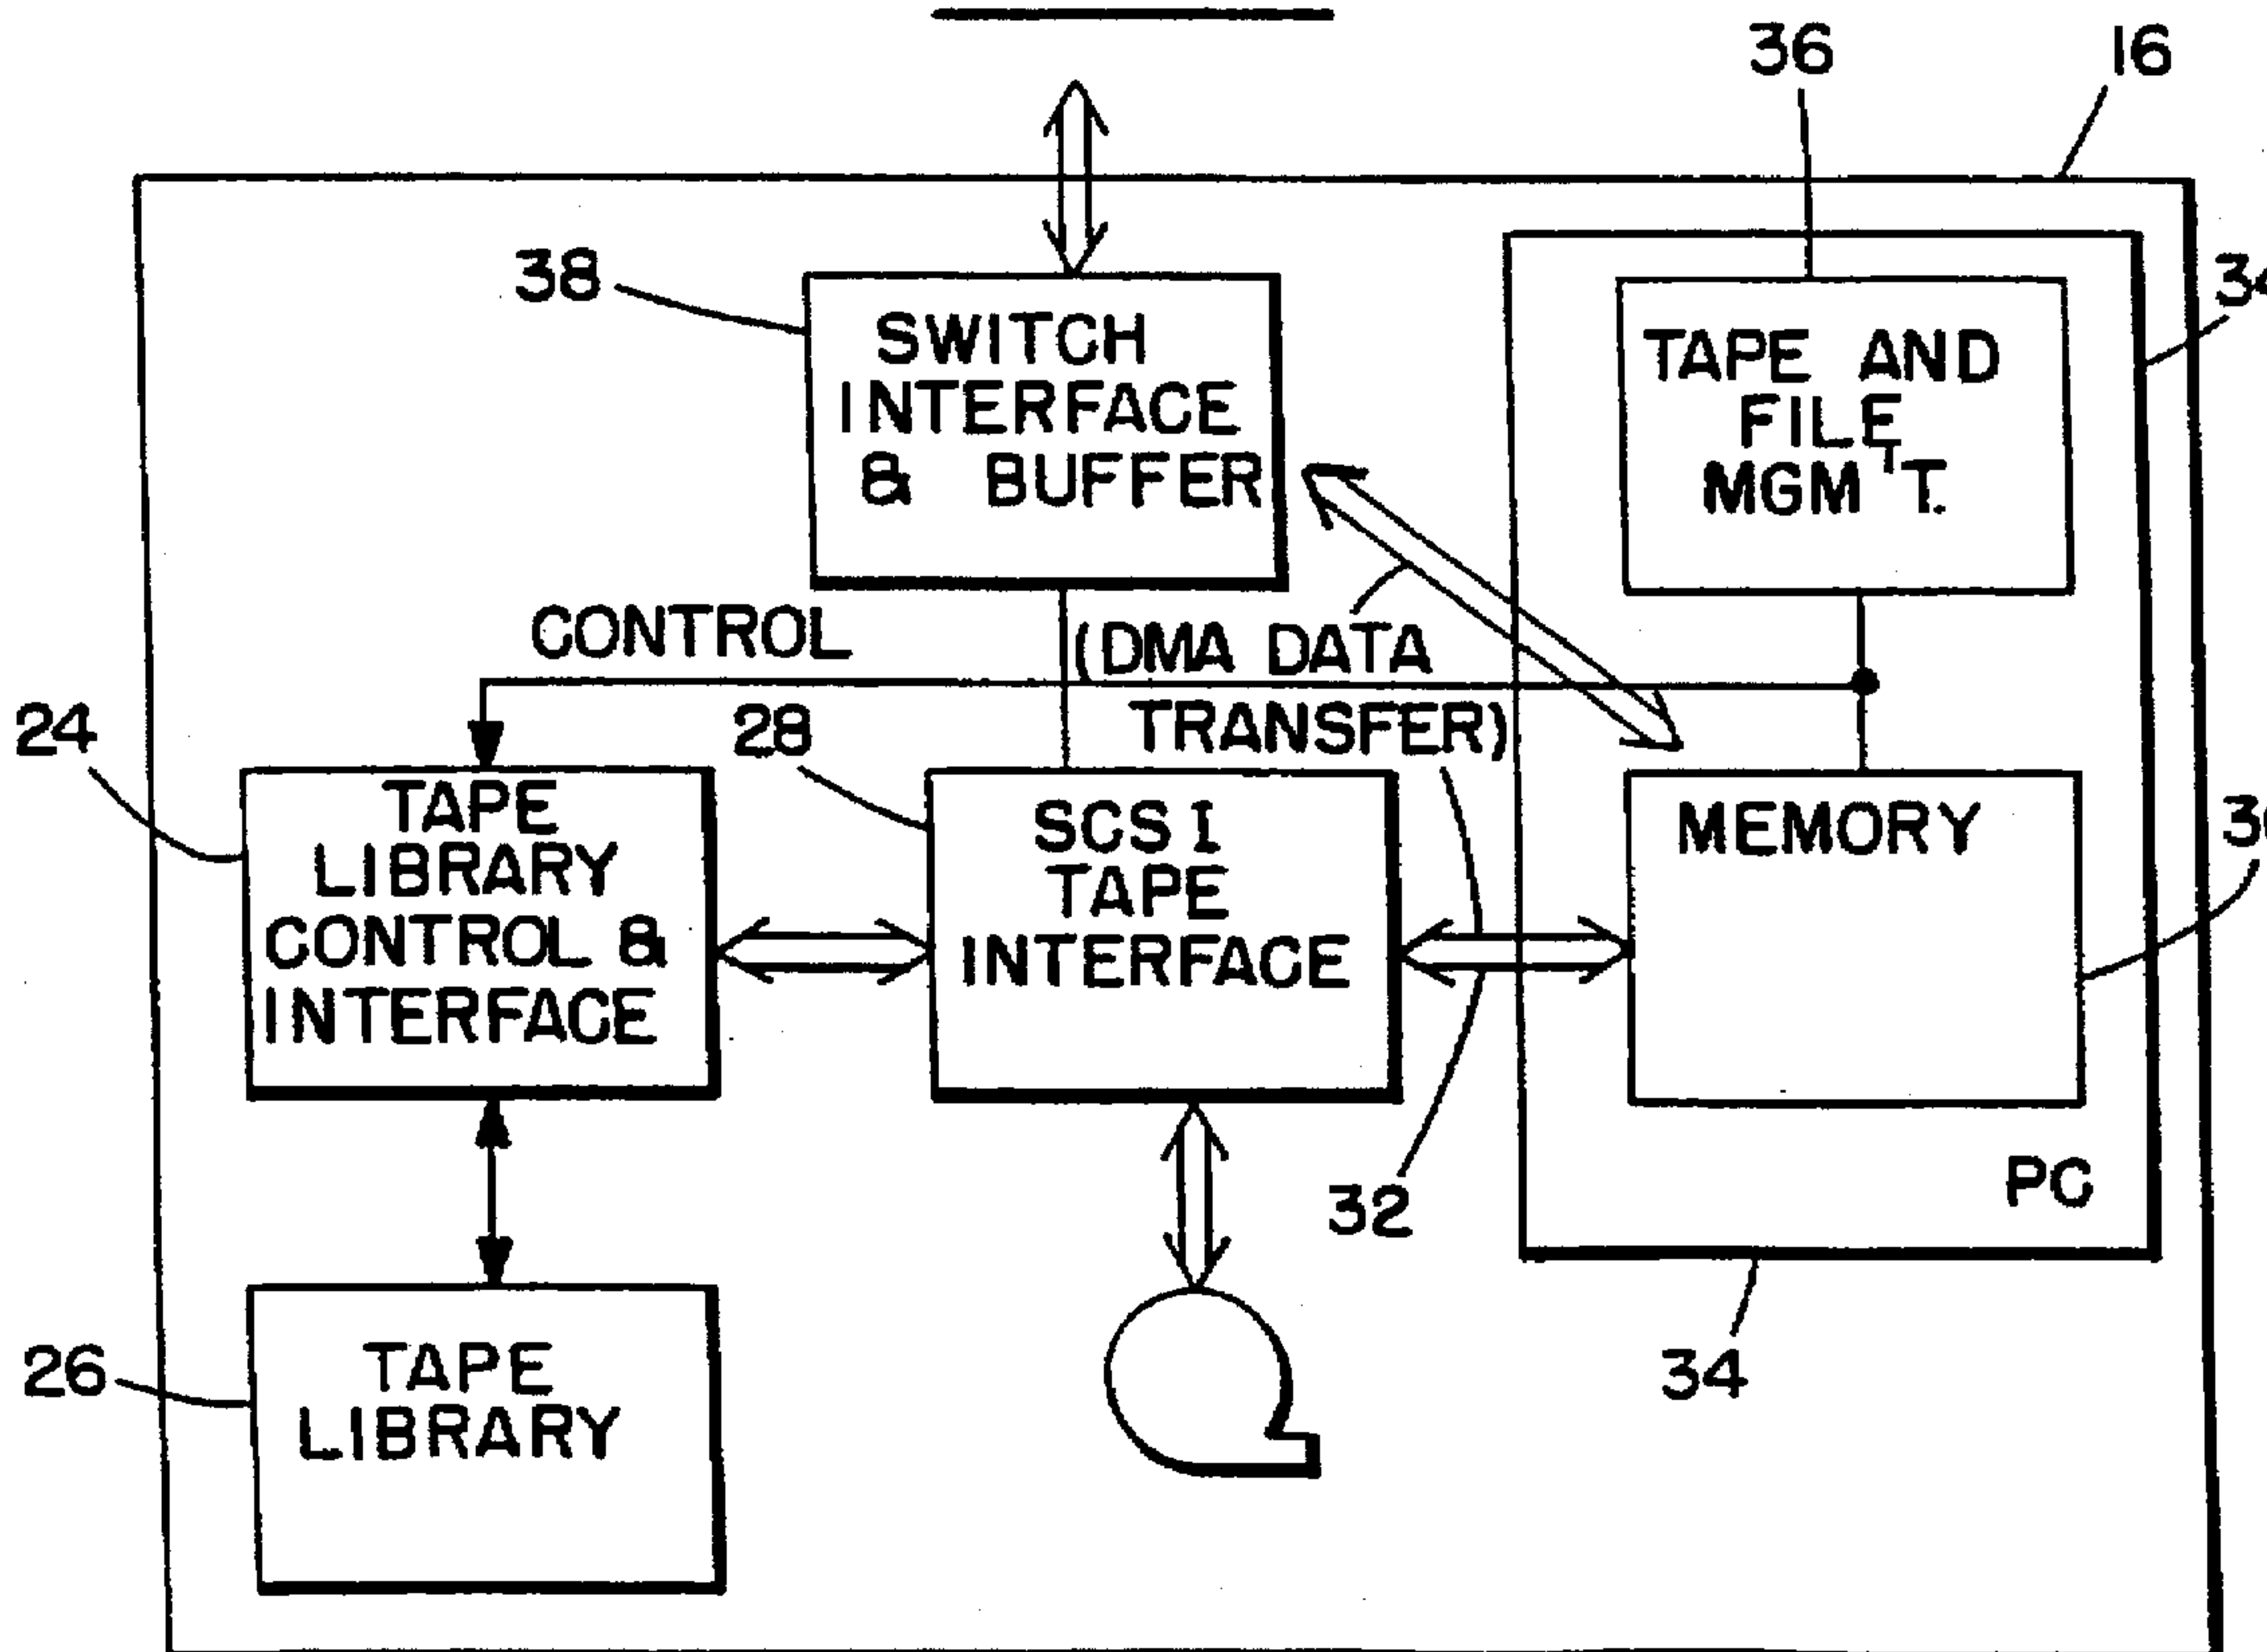 36
16
38
SWITCH
INTERFACE
& BUFFER
TAPE AND
FILE
MGM'T.
CONTROL
(DMA DATA
TRANSFER)
24
28
TAPE
LIBRARY
CONTROL &
INTERFACE
SCSI
TAPE
INTERFACE
MEMORY
32
PC
34
26
TAPE
LIBRARY